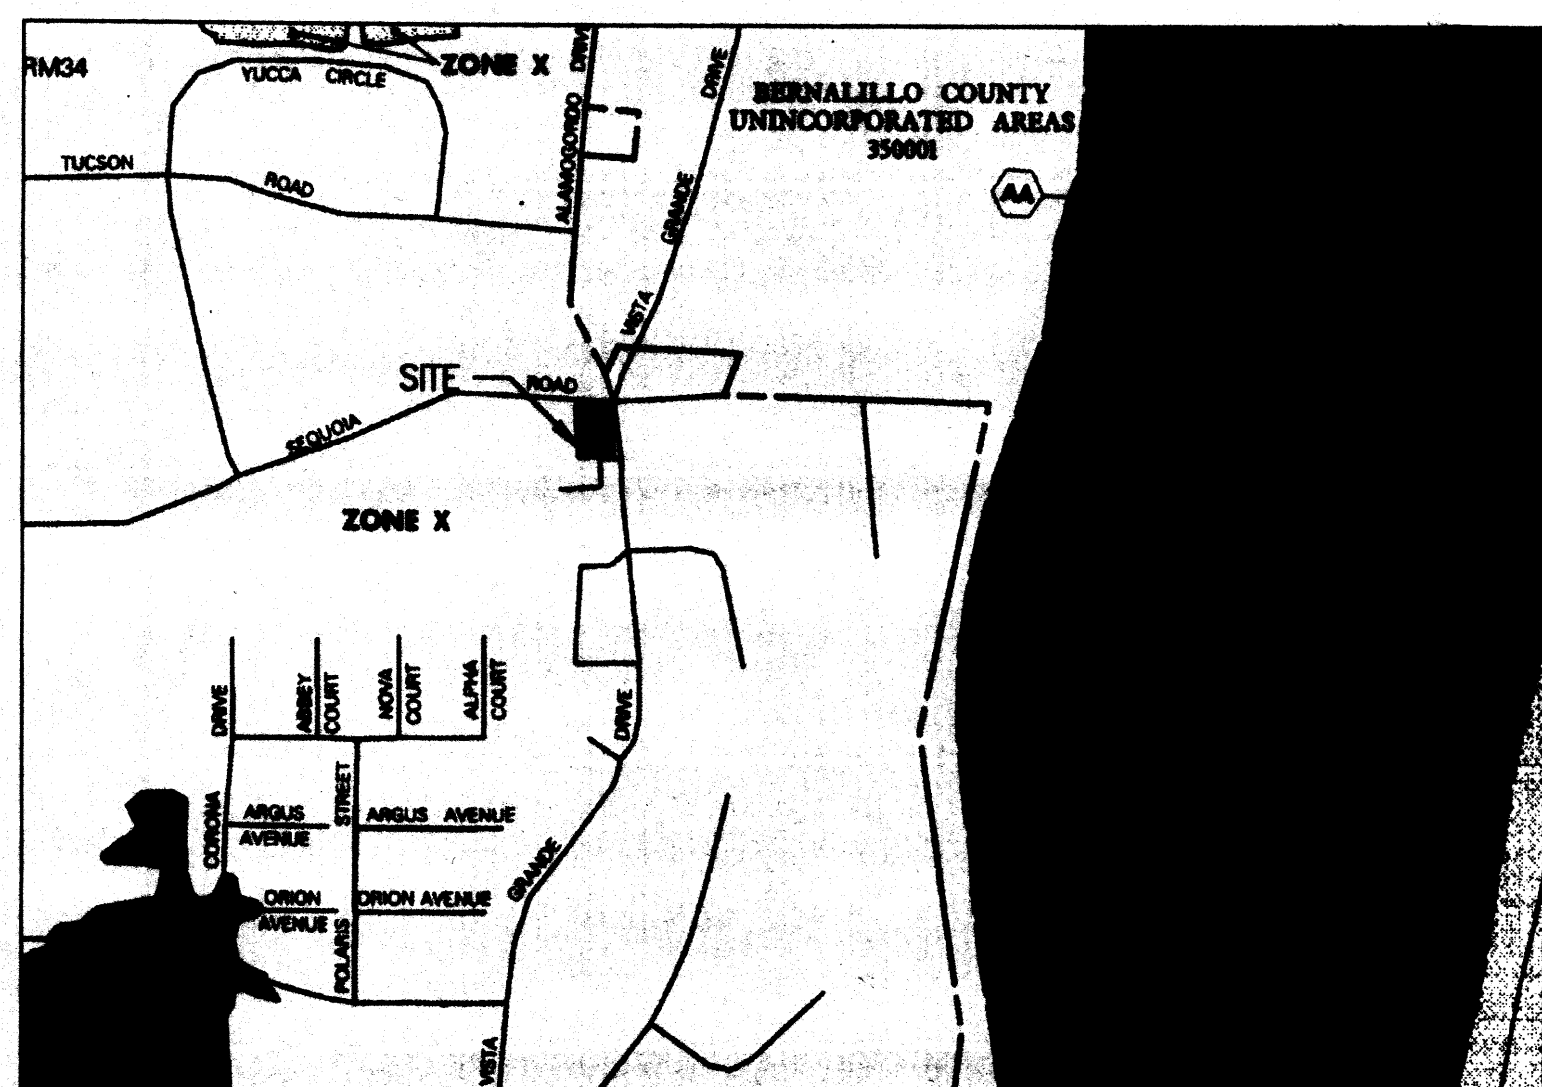 RM34
ZONE X
DRIVE
DRIVE
YUCCA CIRCLE
BERNALILLO COUNTY
UNINCORPORATED AREAS
350001
ALAMOGORDO
TUCSON
ROAD
GRANDE
AA
VISTA
SITE
ROAD
SEQUOIA
ZONE X
DRIVE
ABBEY
COURT
NOVA
COURT
ALPHA
COURT
DRIVE
STREET
CORONA
ARGUS
AVENUE
ARGUS AVENUE
GRANDE
ORION
AVENUE
ORION AVENUE
POLARIS
VISTA